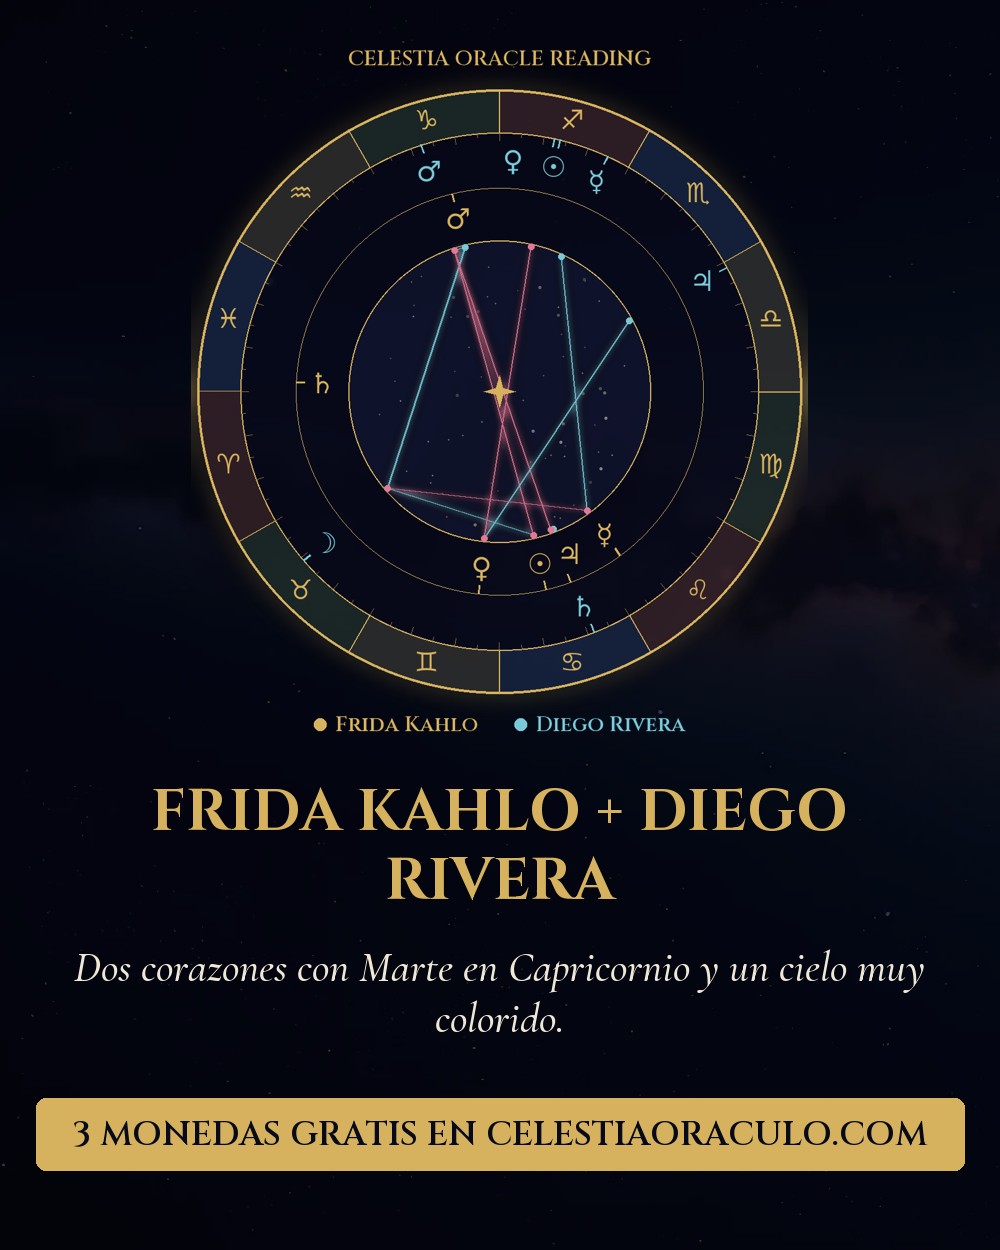 CELESTIA ORACLE READING
♑ ♐
♂ ♀ ☉ ☿
♒ ♏
♂
♃
♓ ♎
♄
♈ ♍
☽
☿
♀ ☉ ♃
♉ ♌
♄
♊ ♋
FRIDA KAHLO DIEGO RIVERA
FRIDA KAHLO + DIEGO
RIVERA
Dos corazones con Marte en Capricornio y un cielo muy
colorido.
3 MONEDAS GRATIS EN CELESTIAORACULO.COM